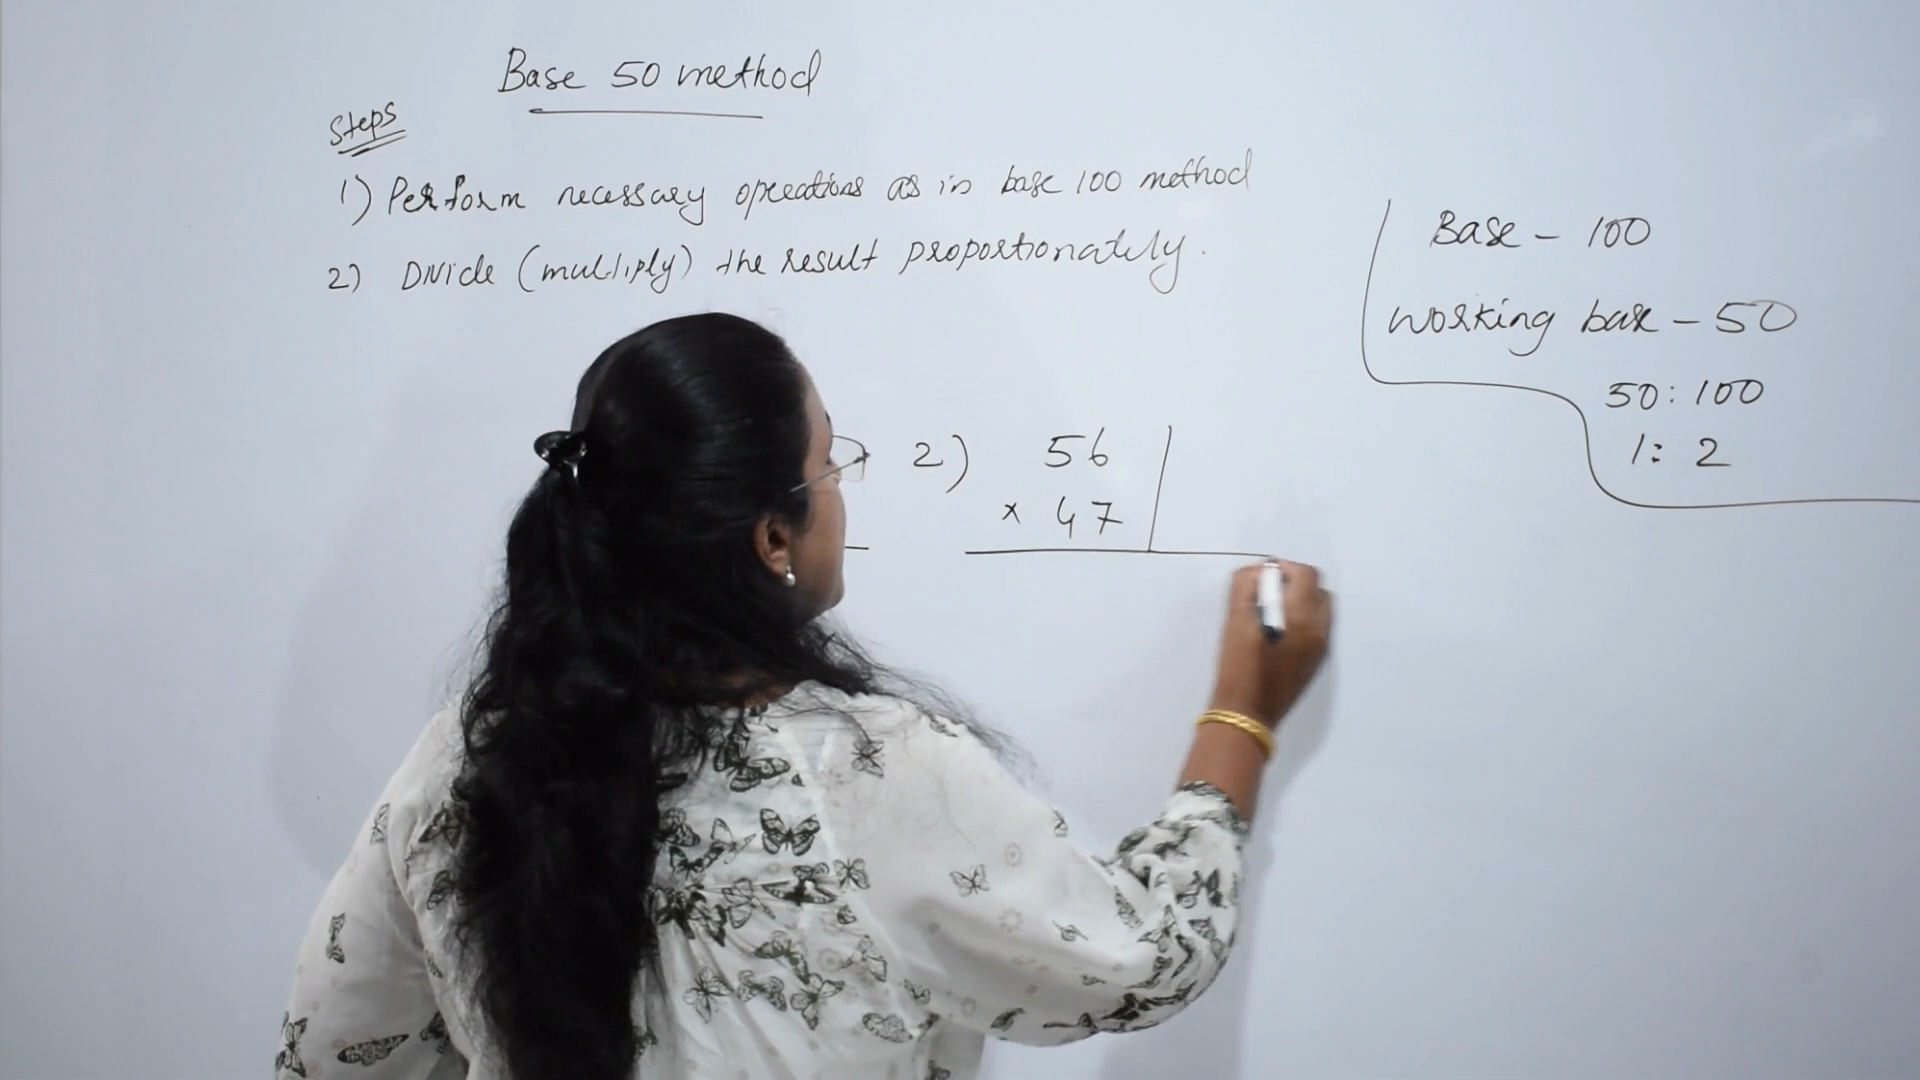 Base 50 method
Steps
1) Perform necessary operations as in base 100 method
2) Divide (multiply) the result proportionately.
Base - 100
working base - 50
50 : 100
1 : 2
2) 56
x 47